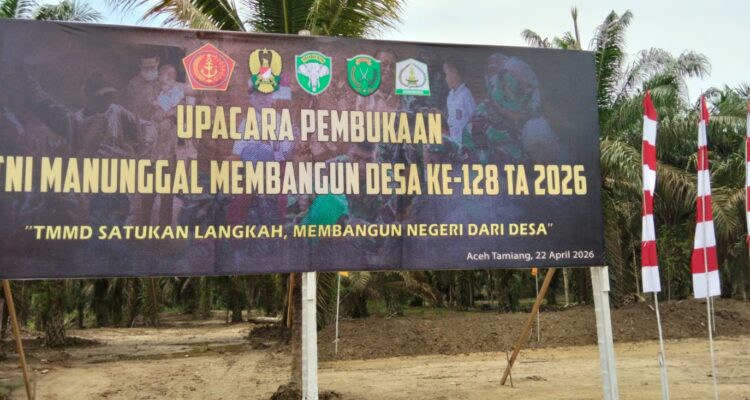 UPACARA PEMBUKAAN
TNI MANUNGGAL MEMBANGUN DESA KE-128 TA 2026
"TMMD SATUKAN LANGKAH, MEMBANGUN NEGERI DARI DESA"
Aceh Tamiang, 22 April 2026